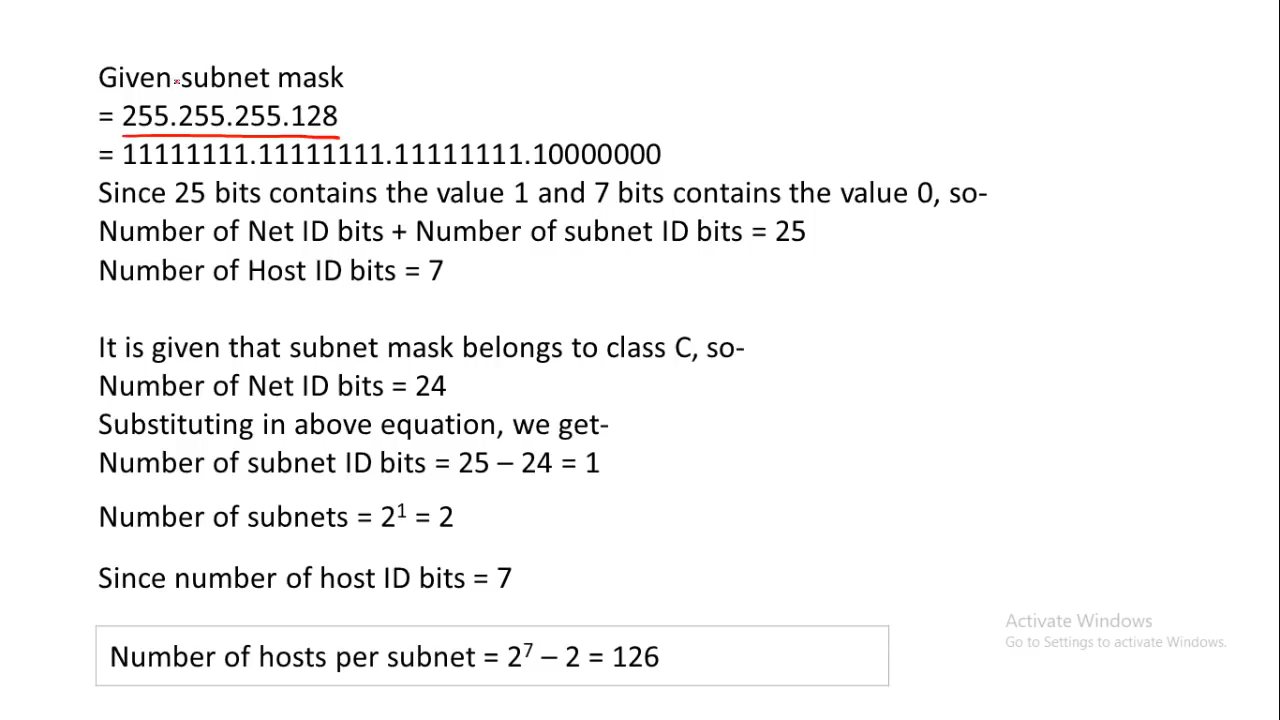 Given subnet mask
= 255.255.255.128
= 11111111.11111111.11111111.10000000
Since 25 bits contains the value 1 and 7 bits contains the value 0, so-
Number of Net ID bits + Number of subnet ID bits = 25
Number of Host ID bits = 7
It is given that subnet mask belongs to class C, so-
Number of Net ID bits = 24
Substituting in above equation, we get-
Number of subnet ID bits = 25 – 24 = 1
Number of subnets = 2¹ = 2
Since number of host ID bits = 7
Number of hosts per subnet = 2⁷ – 2 = 126
Activate Windows
Go to Settings to activate Windows.